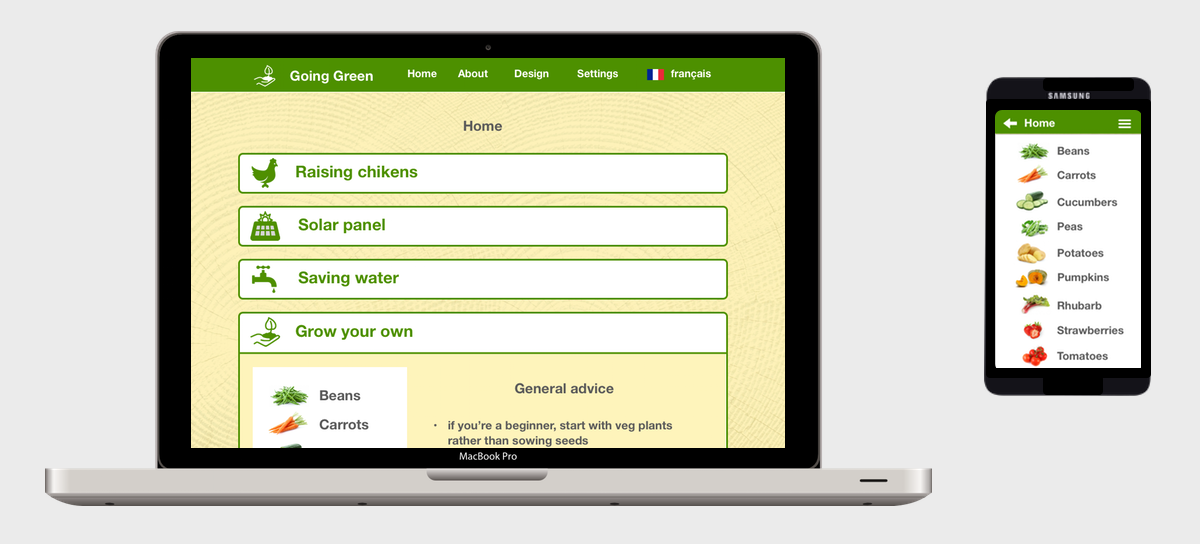 Going Green
Home
About
Design
Settings
français
Home
Raising chikens
Solar panel
Saving water
Grow your own
Beans
Carrots
General advice
• if you're a beginner, start with veg plants
rather than sowing seeds
MacBook Pro
SAMSUNG
Home
Beans
Carrots
Cucumbers
Peas
Potatoes
Pumpkins
Rhubarb
Strawberries
Tomatoes